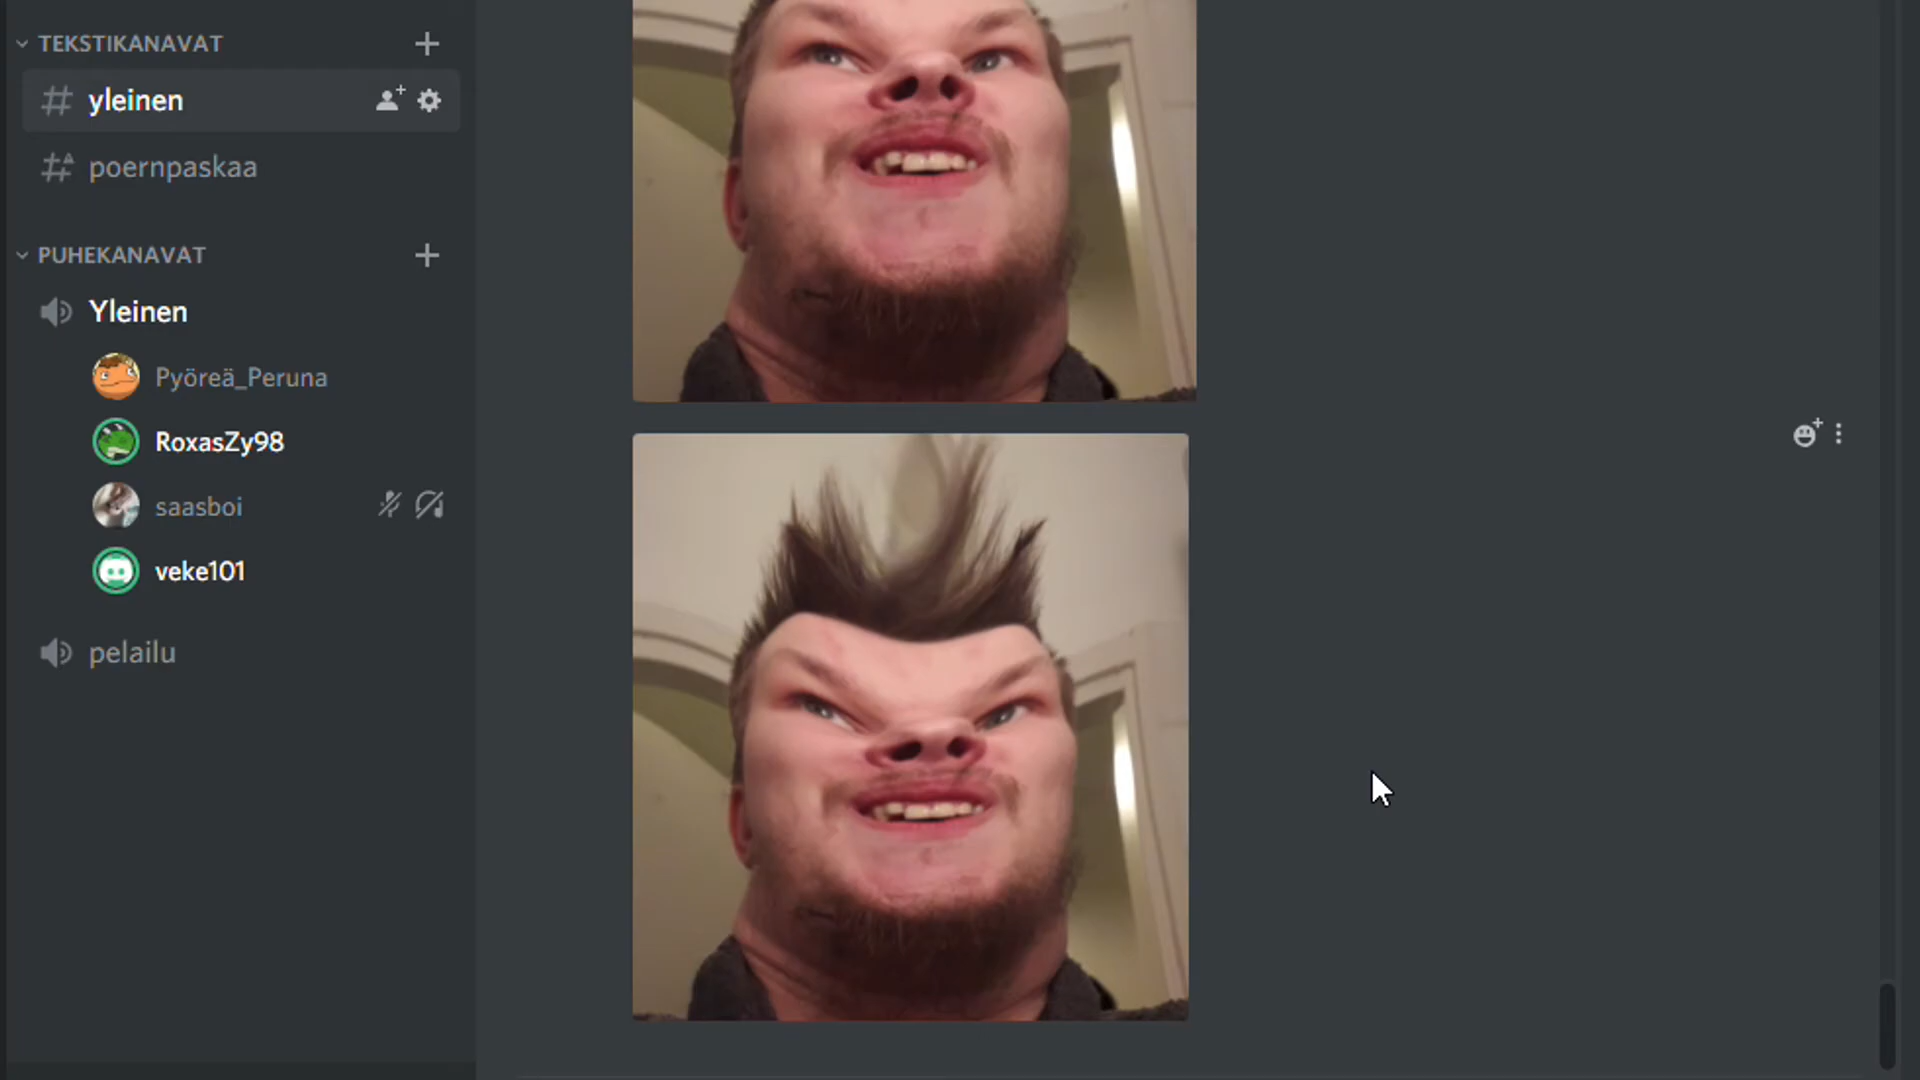 TEKSTIKANAVAT
yleinen
poernpaskaa
PUHEKANAVAT
Yleinen
Pyöreä_Peruna
RoxasZy98
saasboi
veke101
pelailu